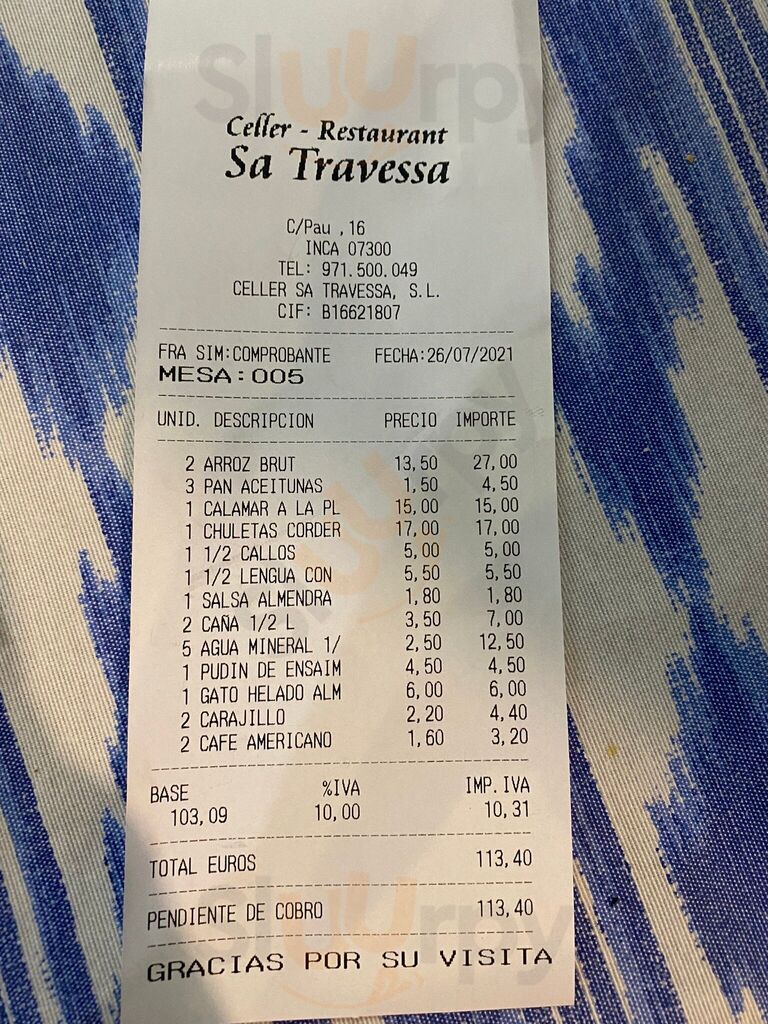 Sluurpy
Celler - Restaurant
Sa Travessa
C/Pau ,16
INCA 07300
TEL: 971.500.049
CELLER SA TRAVESSA, S.L.
CIF: B16621807
FRA SIM:COMPROBANTE FECHA:26/07/2021
MESA:005
UNID. DESCRIPCION PRECIO IMPORTE
2 ARROZ BRUT 13,50 27,00
3 PAN ACEITUNAS 1,50 4,50
1 CALAMAR A LA PL 15,00 15,00
1 CHULETAS CORDER 17,00 17,00
1 1/2 CALLOS 5,00 5,00
1 1/2 LENGUA CON 5,50 5,50
1 SALSA ALMENDRA 1,80 1,80
2 CAÑA 1/2 L 3,50 7,00
5 AGUA MINERAL 1/ 2,50 12,50
1 PUDIN DE ENSAIM 4,50 4,50
1 GATO HELADO ALM 6,00 6,00
2 CARAJILLO 2,20 4,40
2 CAFE AMERICANO 1,60 3,20
BASE %IVA IMP.IVA
103,09 10,00 10,31
TOTAL EUROS 113,40
PENDIENTE DE COBRO 113,40
Sluurpy
GRACIAS POR SU VISITA